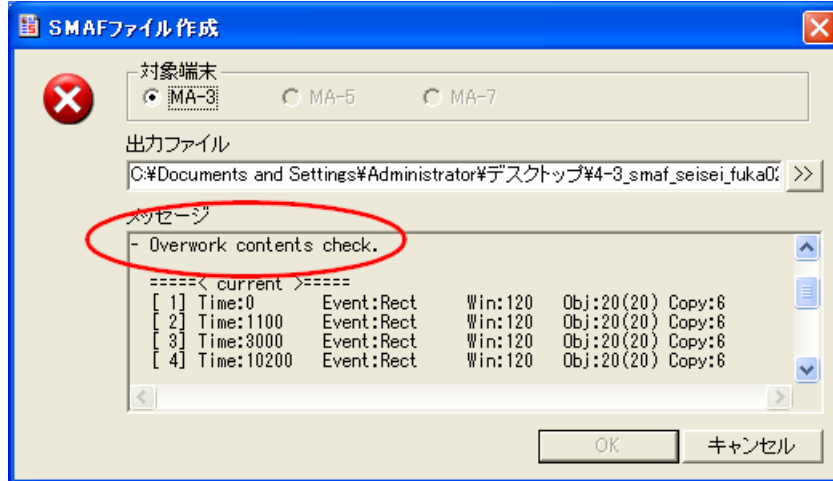 SMAFファイル作成
対象端末
MA-3 MA-5 MA-7
出力ファイル
C:¥Documents and Settings¥Administrator¥デスクトップ¥4-3_smaf_seisei_fuka02 >>
メッセージ
- Overwork contents check.
=====< current >=====
[ 1] Time:0 Event:Rect Win:120 Obj:20(20) Copy:6
[ 2] Time:1100 Event:Rect Win:120 Obj:20(20) Copy:6
[ 3] Time:3000 Event:Rect Win:120 Obj:20(20) Copy:6
[ 4] Time:10200 Event:Rect Win:120 Obj:20(20) Copy:6
OK キャンセル